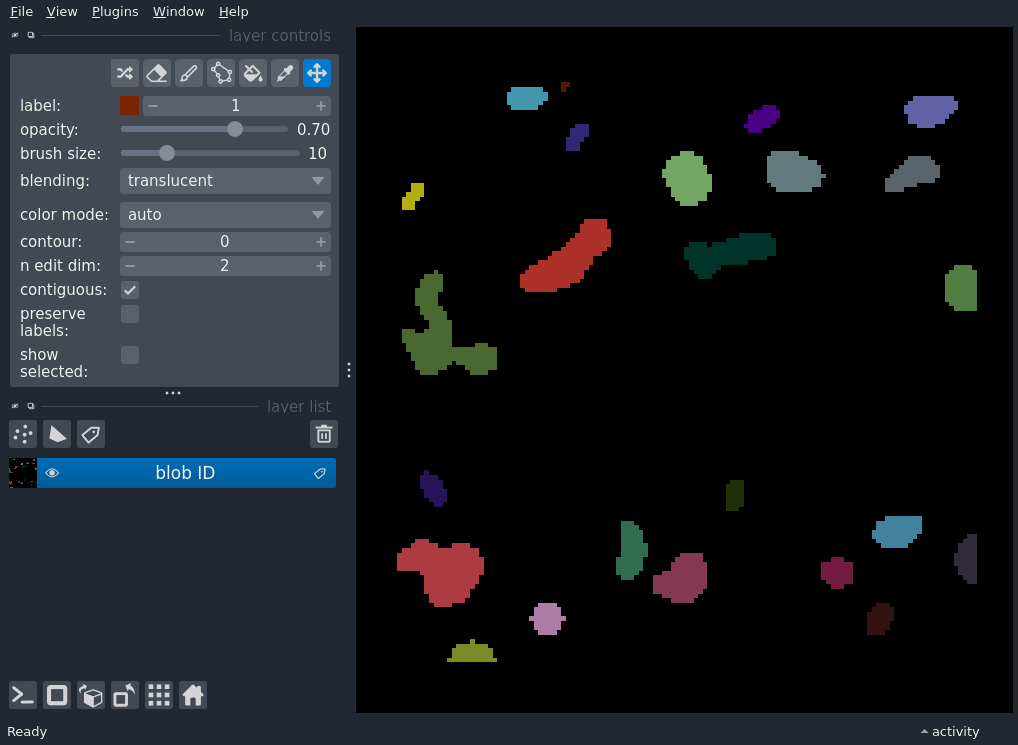 File View Plugins Window Help
layer controls
label: 1
opacity: 0.70
brush size: 10
blending: translucent
color mode: auto
contour: 0
n edit dim: 2
contiguous:
preserve
labels:
show
selected:
layer list
blob ID
Ready
activity